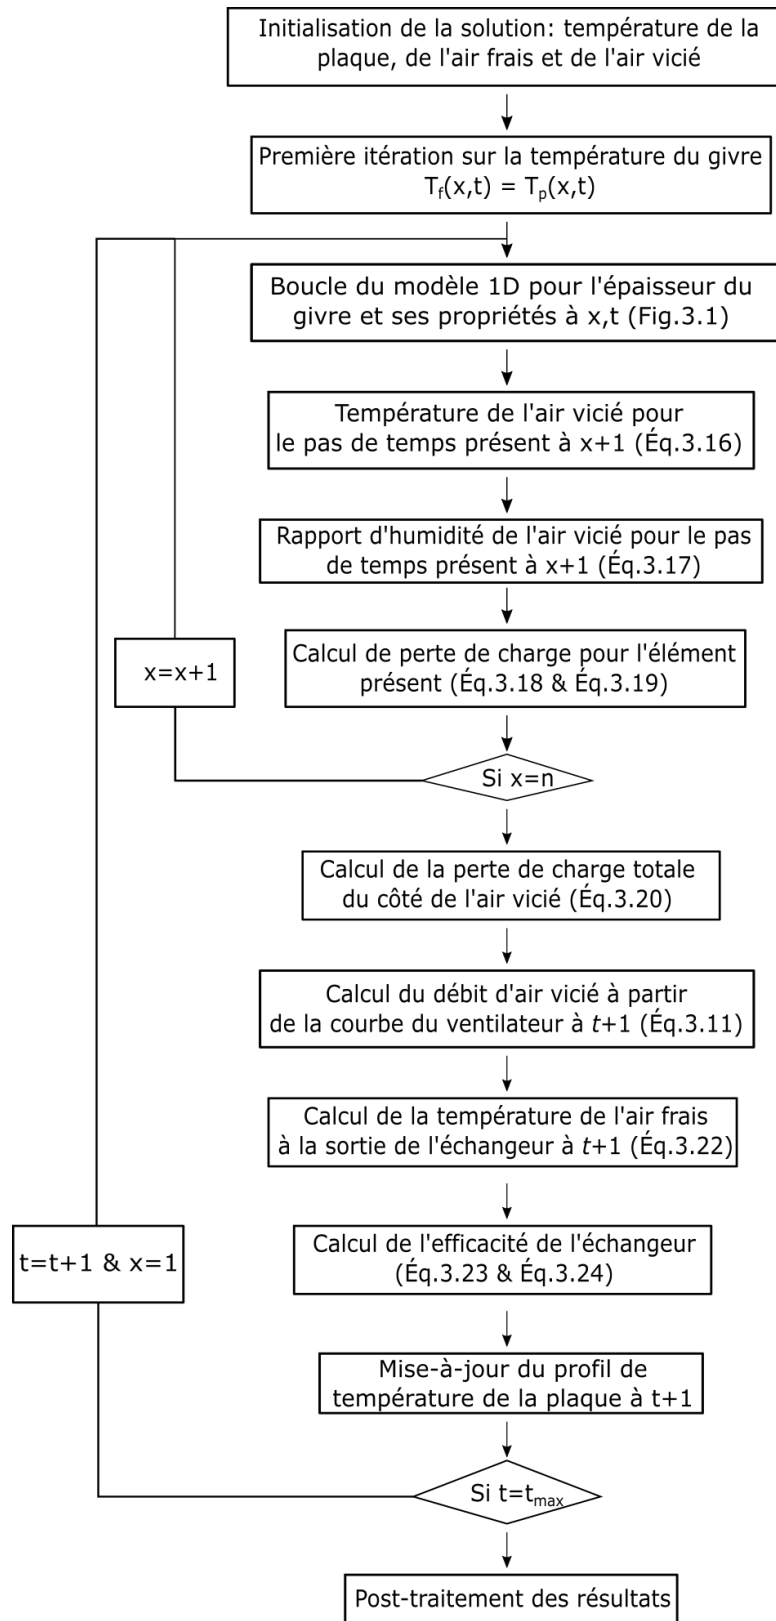 Initialisation de la solution: température de la
plaque, de l'air frais et de l'air vicié
Première itération sur la température du givre
Tf(x,t) = Tp(x,t)
Boucle du modèle 1D pour l'épaisseur du
givre et ses propriétés à x,t (Fig.3.1)
Température de l'air vicié pour
le pas de temps présent à x+1 (Éq.3.16)
Rapport d'humidité de l'air vicié pour le pas
de temps présent à x+1 (Éq.3.17)
Calcul de perte de charge pour l'élément
présent (Éq.3.18 & Éq.3.19)
x=x+1
Si x=n
Calcul de la perte de charge totale
du côté de l'air vicié (Éq.3.20)
Calcul du débit d'air vicié à partir
de la courbe du ventilateur à t+1 (Éq.3.11)
Calcul de la température de l'air frais
à la sortie de l'échangeur à t+1 (Éq.3.22)
Calcul de l'efficacité de l'échangeur
(Éq.3.23 & Éq.3.24)
t=t+1 & x=1
Mise-à-jour du profil de
température de la plaque à t+1
Si t=tmax
Post-traitement des résultats